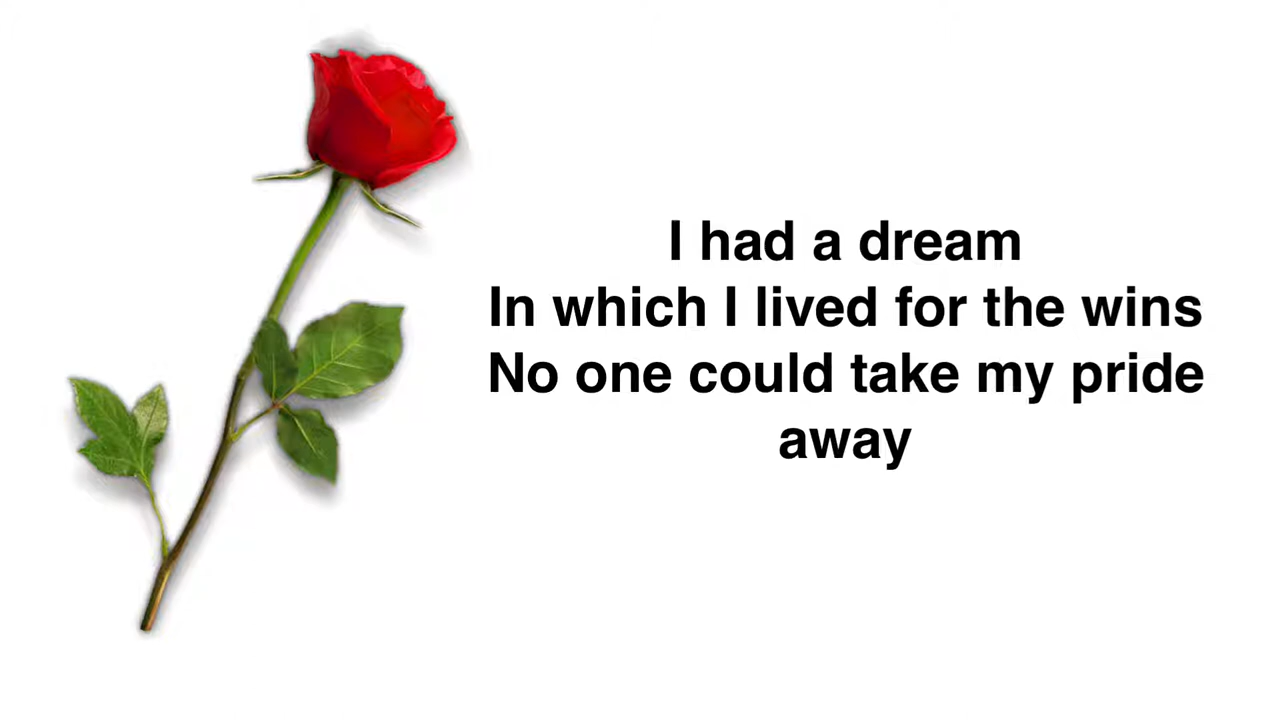 I had a dream
In which I lived for the wins
No one could take my pride
away